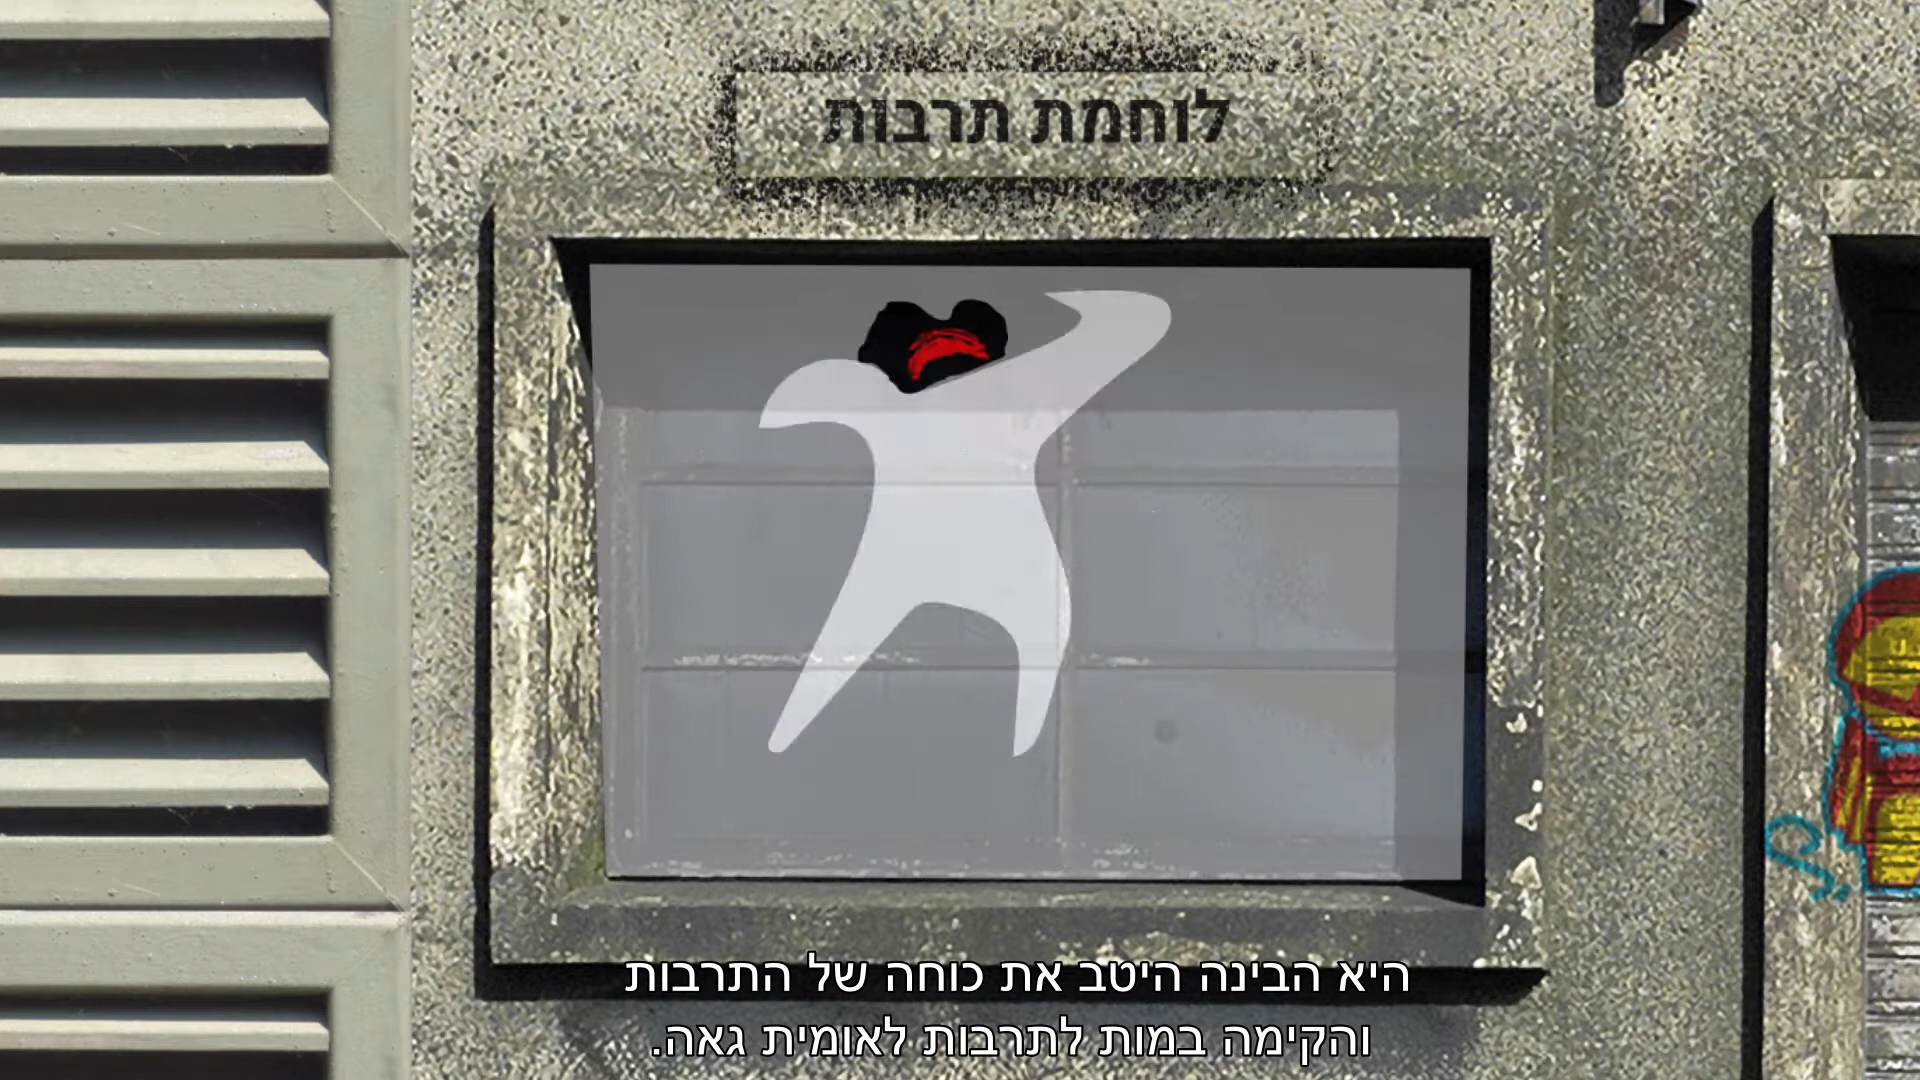 לוחמת תרבות
היא הבינה היטב את כוחה של התרבות
והקימה במות לתרבות לאומית גאה.